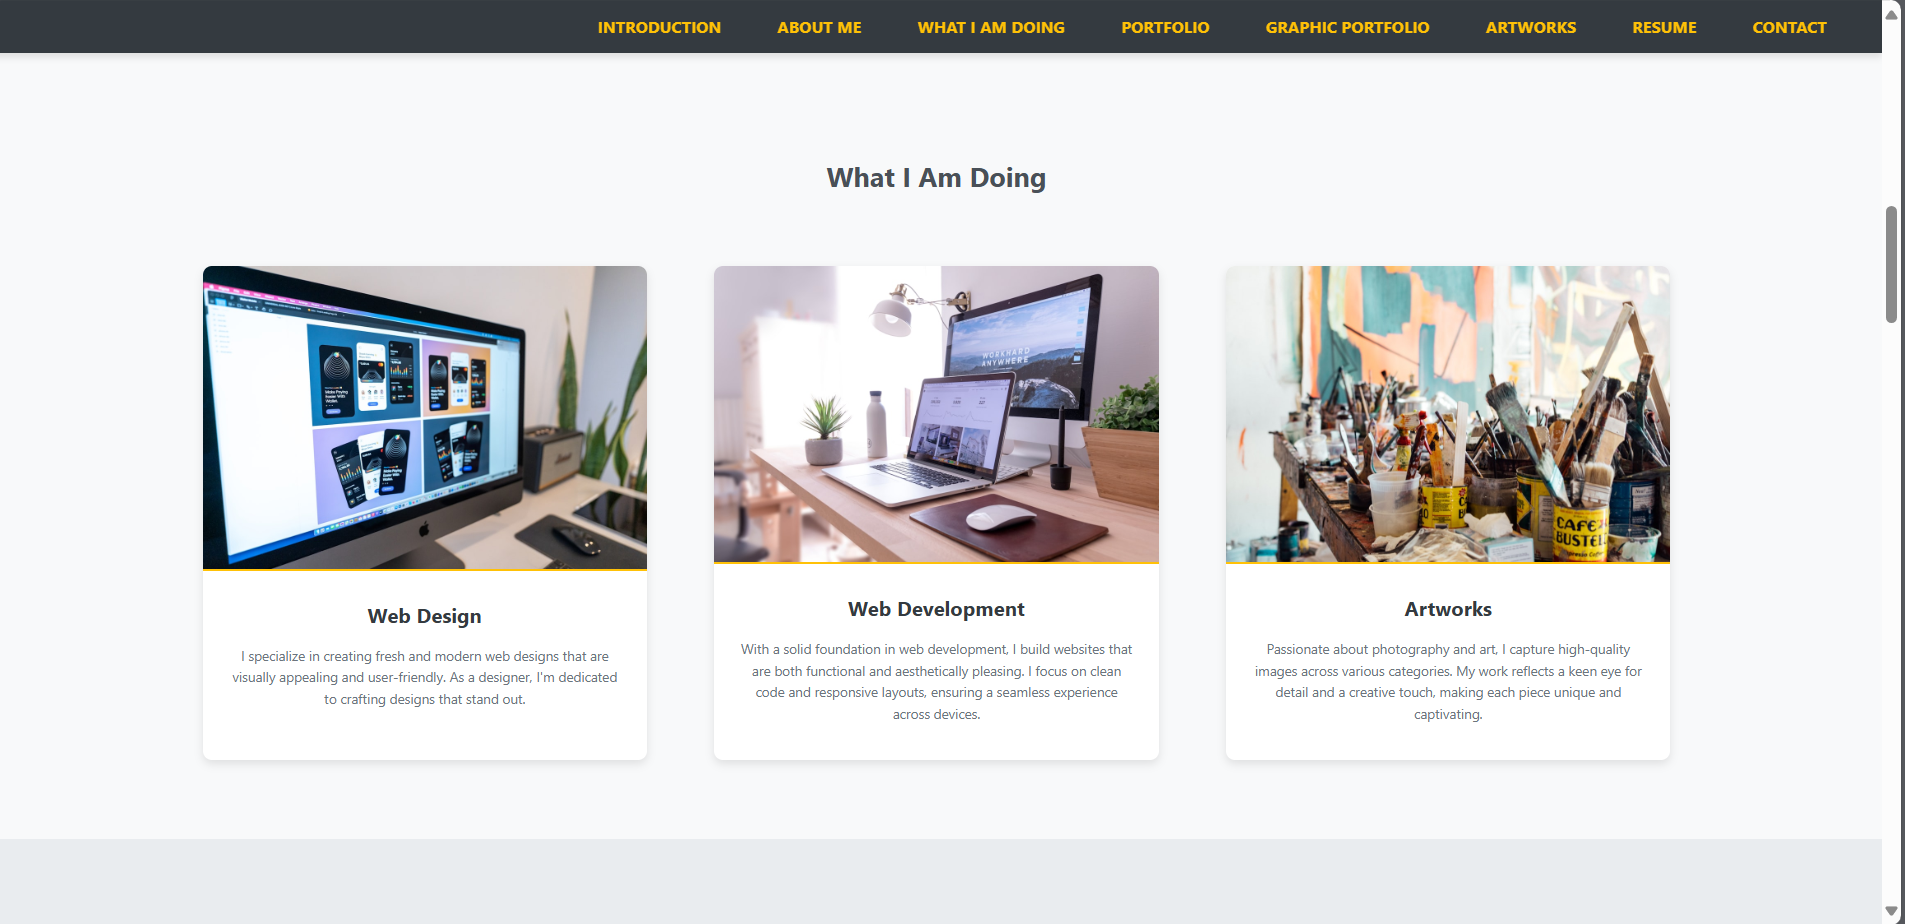 INTRODUCTION ABOUT ME WHAT I AM DOING PORTFOLIO GRAPHIC PORTFOLIO ARTWORKS RESUME CONTACT
What I Am Doing
WORK HARD
ANYWHERE
CAFE
BUSTEL
Web Design
I specialize in creating fresh and modern web designs that are
visually appealing and user-friendly. As a designer, I'm dedicated
to crafting designs that stand out.
Web Development
With a solid foundation in web development, I build websites that
are both functional and aesthetically pleasing. I focus on clean
code and responsive layouts, ensuring a seamless experience
across devices.
Artworks
Passionate about photography and art, I capture high-quality
images across various categories. My work reflects a keen eye for
detail and a creative touch, making each piece unique and
captivating.